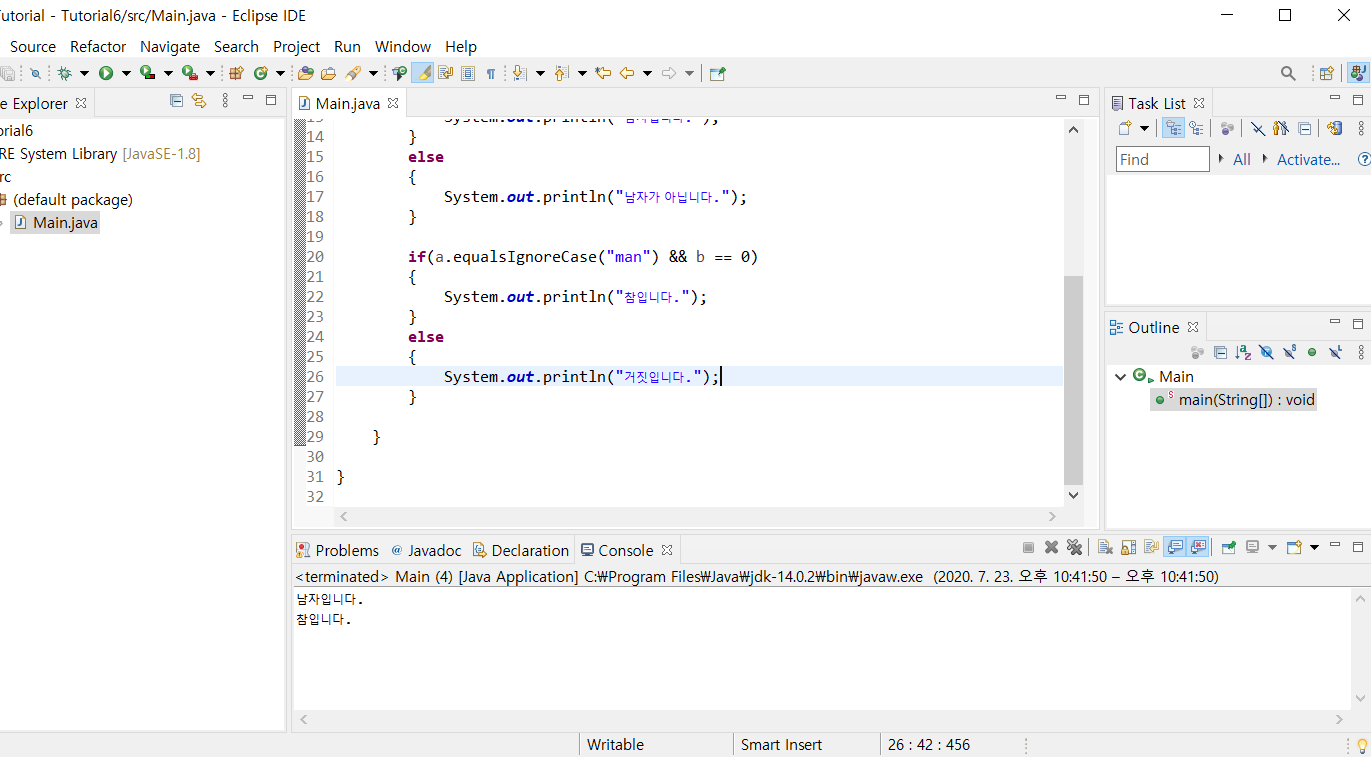 utorial - Tutorial6/src/Main.java - Eclipse IDE
Source Refactor Navigate Search Project Run Window Help
e Explorer
orial6
RE System Library [JavaSE-1.8]
rc
(default package)
Main.java
Main.java
13 System.out.println("남자입니다.");
14 }
15 else
16 {
17 System.out.println("남자가 아닙니다.");
18 }
19
20 if(a.equalsIgnoreCase("man") && b == 0)
21 {
22 System.out.println("참입니다.");
23 }
24 else
25 {
26 System.out.println("거짓입니다.");
27 }
28
29 }
30
31 }
32
Task List
Find All Activate...
Outline
Main
main(String[]) : void
Problems @ Javadoc Declaration Console
<terminated> Main (4) [Java Application] C:₩Program Files₩Java₩jdk-14.0.2₩bin₩javaw.exe (2020. 7. 23. 오후 10:41:50 – 오후 10:41:50)
남자입니다.
참입니다.
Writable Smart Insert 26 : 42 : 456